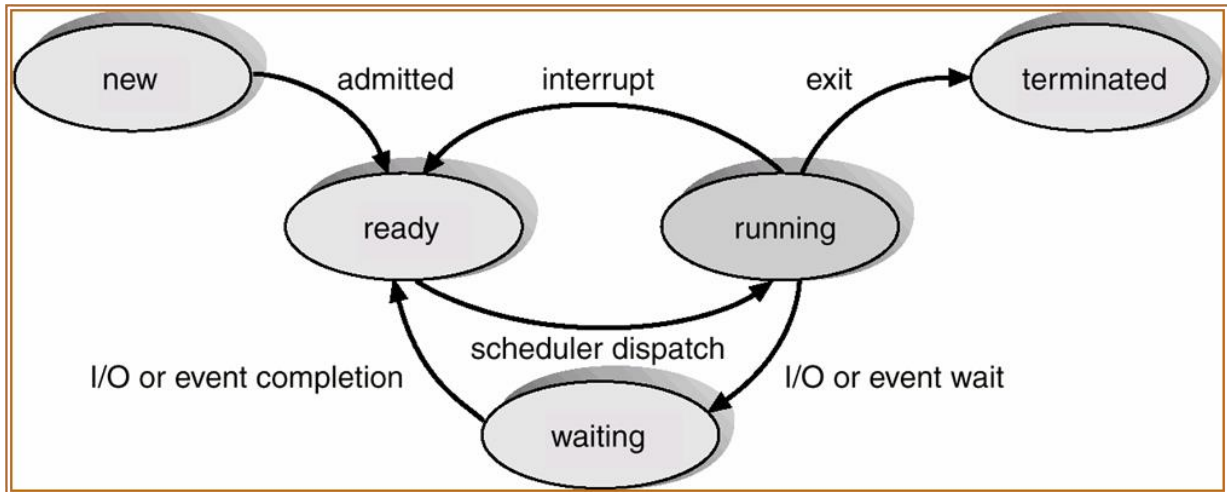 new
admitted
interrupt
exit
terminated
ready
running
scheduler dispatch
I/O or event completion
I/O or event wait
waiting